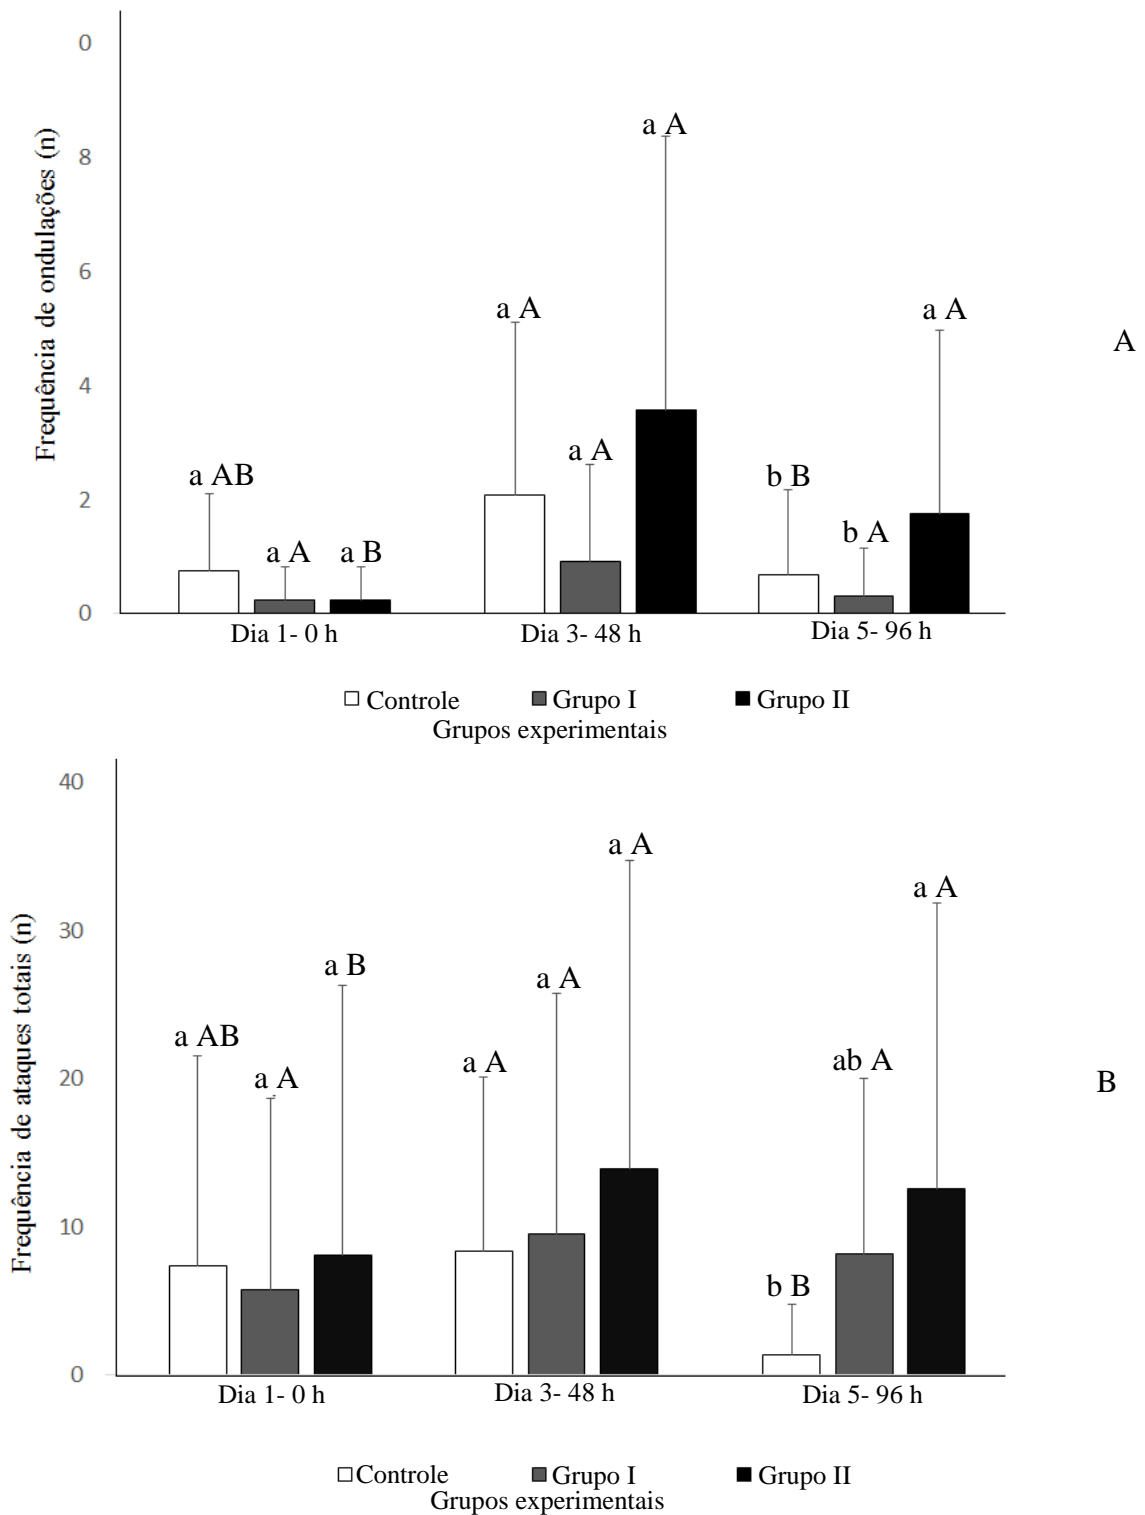 0
Frequência de ondulações (n)
8
6
4
2
0
a AB
a A
a B
a A
a A
a A
b B
b A
a A
A
Dia 1- 0 h
Dia 3- 48 h
Dia 5- 96 h
Controle
Grupo I
Grupo II
Grupos experimentais
40
Frequência de ataques totais (n)
30
20
10
0
a AB
a A
a B
a A
a A
a A
b B
ab A
a A
B
Dia 1- 0 h
Dia 3- 48 h
Dia 5- 96 h
Controle
Grupo I
Grupo II
Grupos experimentais